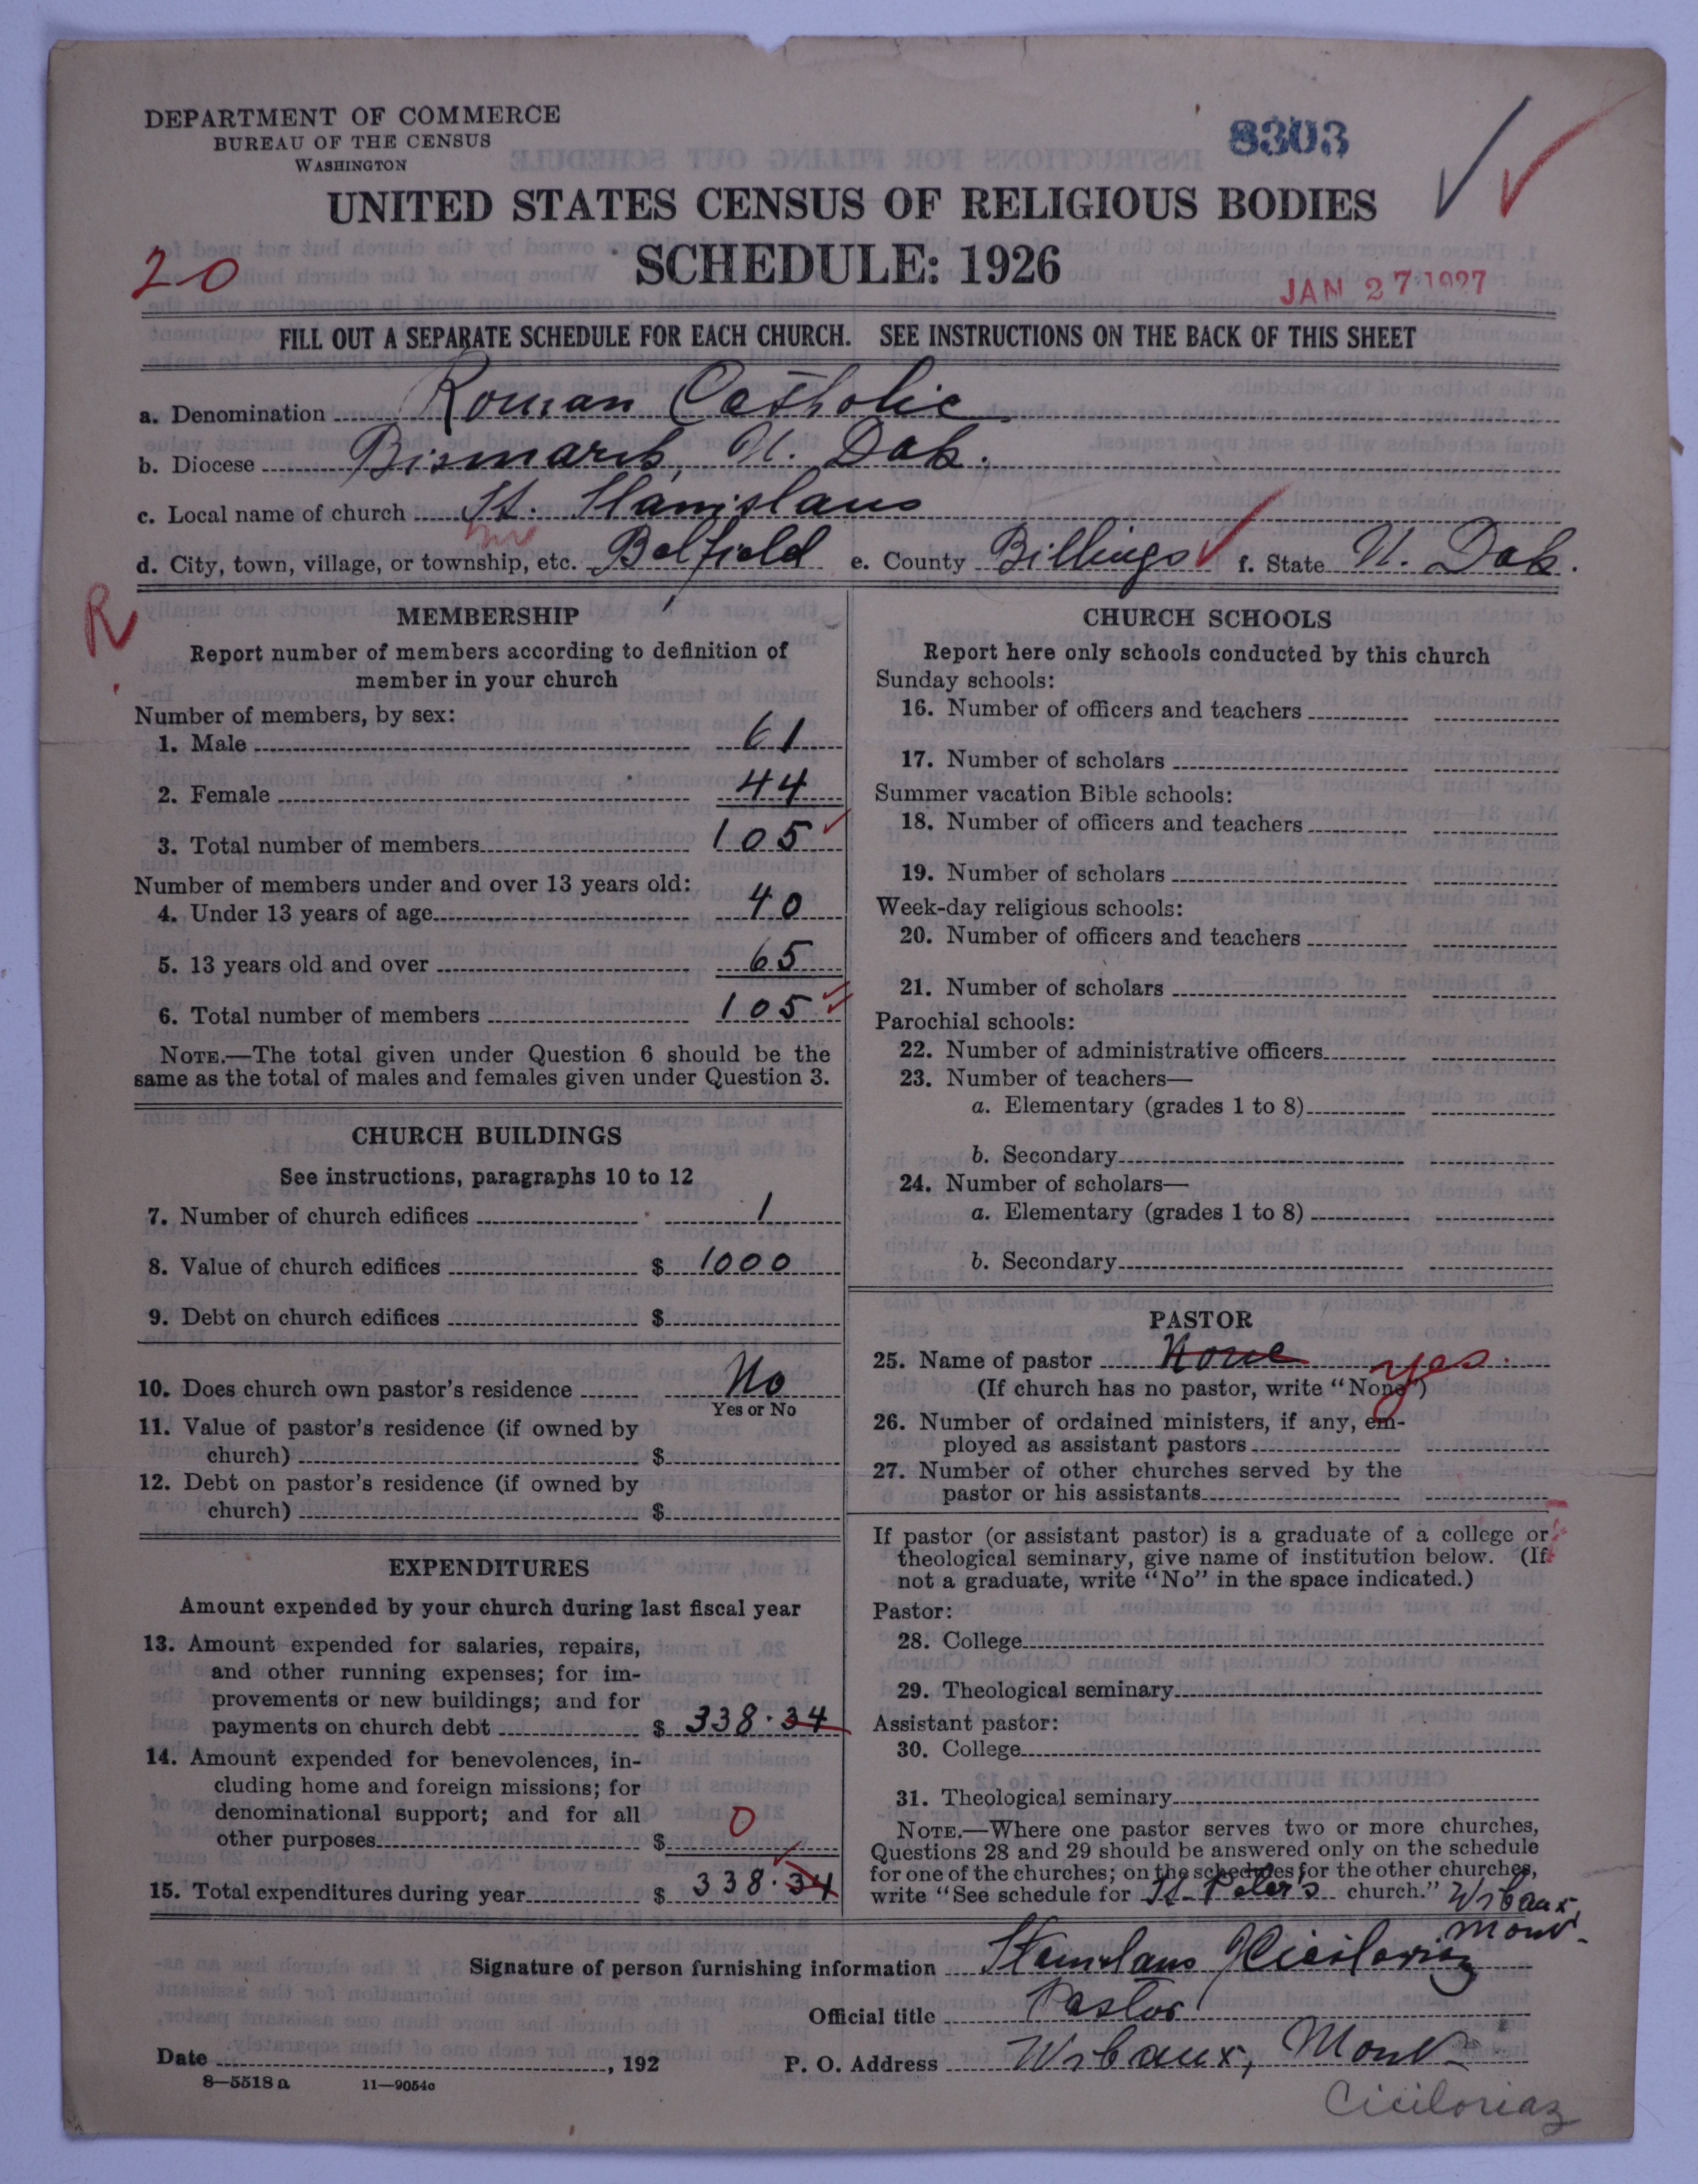 DEPARTMENT OF COMMERCE
BUREAU OF THE CENSUS
WASHINGTON
8303
UNITED STATES CENSUS OF RELIGIOUS BODIES
SCHEDULE: 1926
20
JAN 27 1927
FILL OUT A SEPARATE SCHEDULE FOR EACH CHURCH. SEE INSTRUCTIONS ON THE BACK OF THIS SHEET
a. Denomination Roman Catholic
b. Diocese Bismark, N. Dak.
c. Local name of church St. Stanislaus
d. City, town, village, or township, etc. Belfield e. County Billings f. State N. Dak.
R
MEMBERSHIP
Report number of members according to definition of
member in your church
Number of members, by sex:
1. Male 61
2. Female 44
3. Total number of members 105
Number of members under and over 13 years old:
4. Under 13 years of age 40
5. 13 years old and over 65
6. Total number of members 105
NOTE.—The total given under Question 6 should be the
same as the total of males and females given under Question 3.
CHURCH BUILDINGS
See instructions, paragraphs 10 to 12
7. Number of church edifices 1
8. Value of church edifices $ 1000
9. Debt on church edifices $
10. Does church own pastor's residence No
Yes or No
11. Value of pastor's residence (if owned by
church) $
12. Debt on pastor's residence (if owned by
church) $
EXPENDITURES
Amount expended by your church during last fiscal year
13. Amount expended for salaries, repairs,
and other running expenses; for im-
provements or new buildings; and for
payments on church debt $ 338.34
14. Amount expended for benevolences, in-
cluding home and foreign missions; for
denominational support; and for all
other purposes $ 0
15. Total expenditures during year $ 338.34
CHURCH SCHOOLS
Report here only schools conducted by this church
Sunday schools:
16. Number of officers and teachers
17. Number of scholars
Summer vacation Bible schools:
18. Number of officers and teachers
19. Number of scholars
Week-day religious schools:
20. Number of officers and teachers
21. Number of scholars
Parochial schools:
22. Number of administrative officers
23. Number of teachers—
a. Elementary (grades 1 to 8)
b. Secondary
24. Number of scholars—
a. Elementary (grades 1 to 8)
b. Secondary
PASTOR
25. Name of pastor None yes.
(If church has no pastor, write "None")
26. Number of ordained ministers, if any, em-
ployed as assistant pastors
27. Number of other churches served by the
pastor or his assistants
If pastor (or assistant pastor) is a graduate of a college or
theological seminary, give name of institution below. (If
not a graduate, write "No" in the space indicated.)
Pastor:
28. College
29. Theological seminary
Assistant pastor:
30. College
31. Theological seminary
NOTE.—Where one pastor serves two or more churches,
Questions 28 and 29 should be answered only on the schedule
for one of the churches; on the schedules for the other churches,
write "See schedule for St. Peter's church." Wibaux,
Mont.
Signature of person furnishing information Stanislaus
Official title Pastor
Date , 192 P. O. Address Wibaux, Mont.
8—5518 a 11—9054c
Ciciloriaz